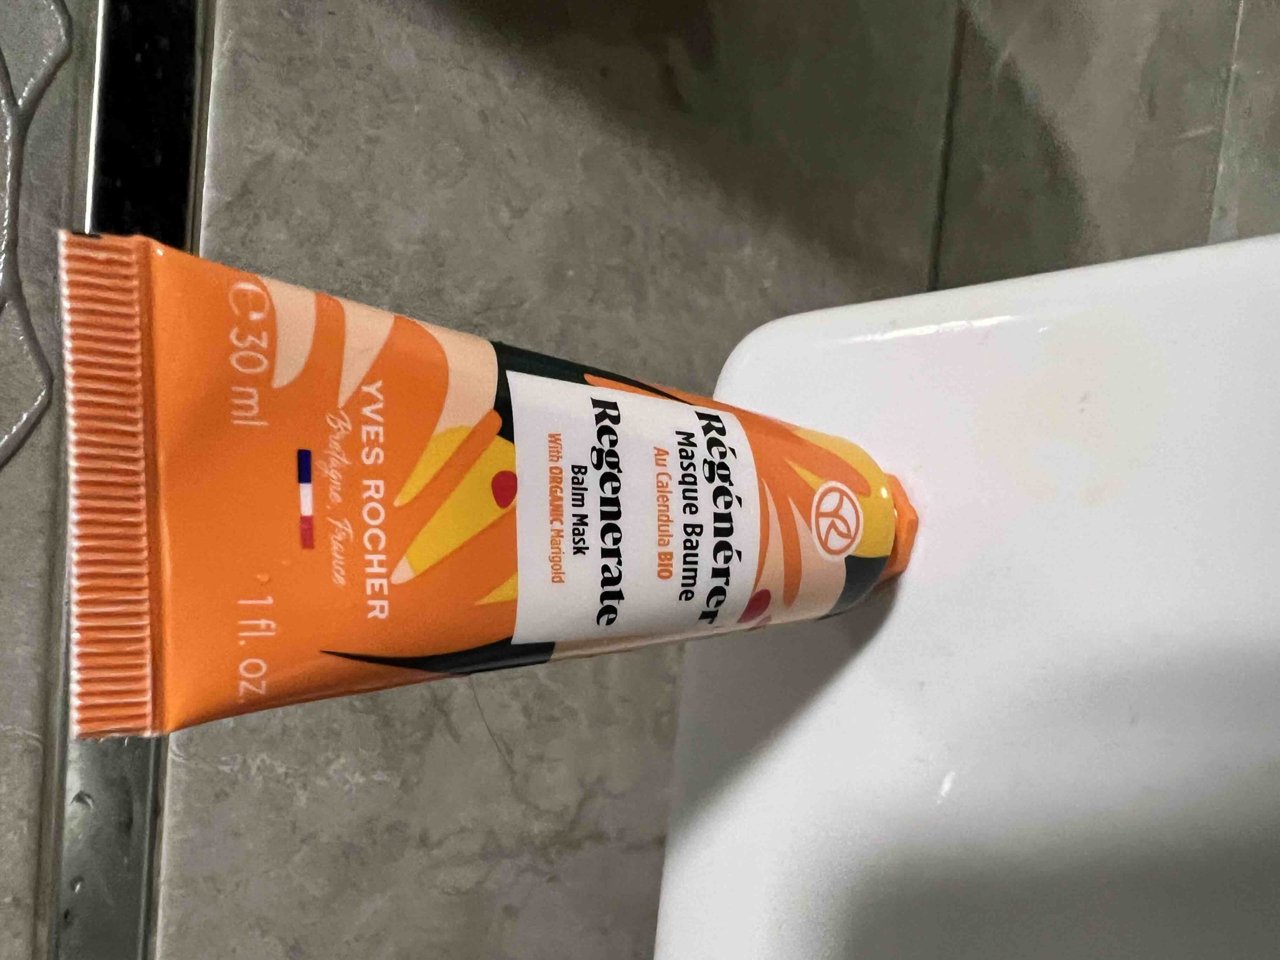 Régénérer
Masque Baume
Au Calendula BIO
Regenerate
Balm Mask
With ORGANIC Marigold
YVES ROCHER
Bretagne, France
℮ 30 ml
1 fl. oz.